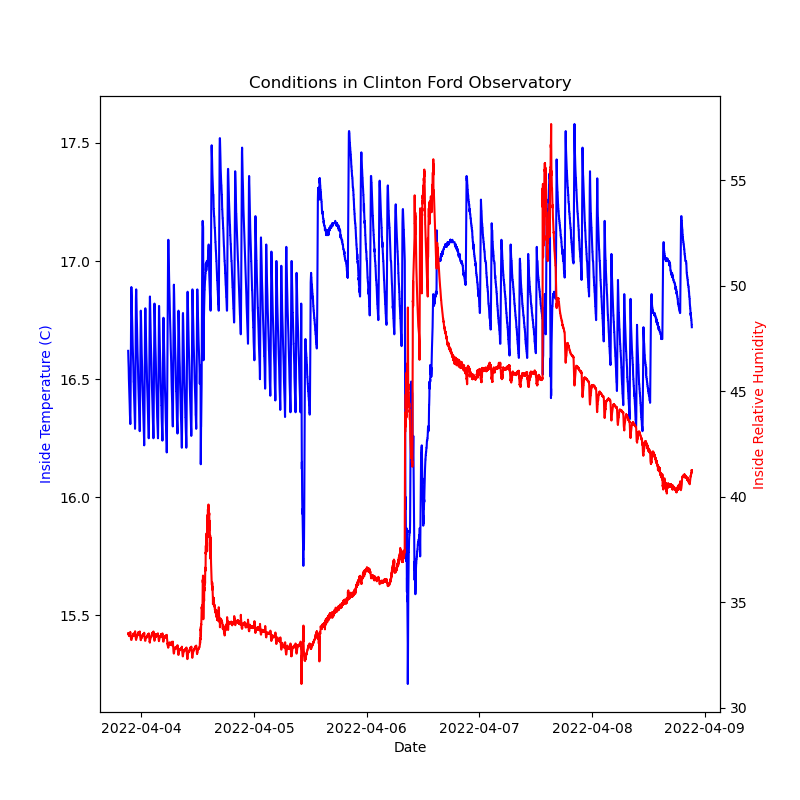 Conditions in Clinton Ford Observatory
Inside Temperature (C)
17.5
17.0
16.5
16.0
15.5
55
50
45
40
35
30
Inside Relative Humidity
2022-04-04 2022-04-05 2022-04-06 2022-04-07 2022-04-08 2022-04-09
Date